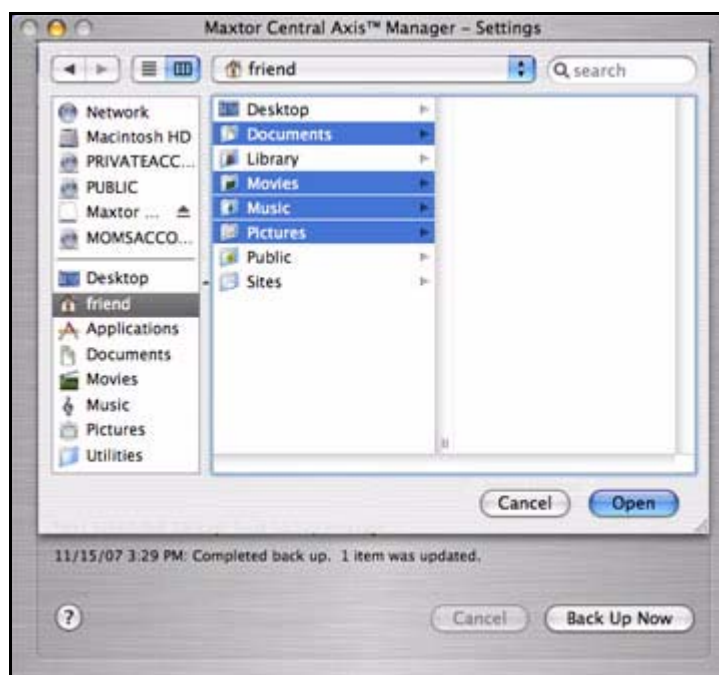 Maxtor Central Axis™ Manager – Settings
friend
search
Network
Macintosh HD
PRIVATEACC...
PUBLIC
Maxtor ...
MOMSACCO...
Desktop
friend
Applications
Documents
Movies
Music
Pictures
Utilities
Desktop
Documents
Library
Movies
Music
Pictures
Public
Sites
Cancel
Open
11/15/07 3:29 PM: Completed back up. 1 item was updated.
?
Cancel
Back Up Now